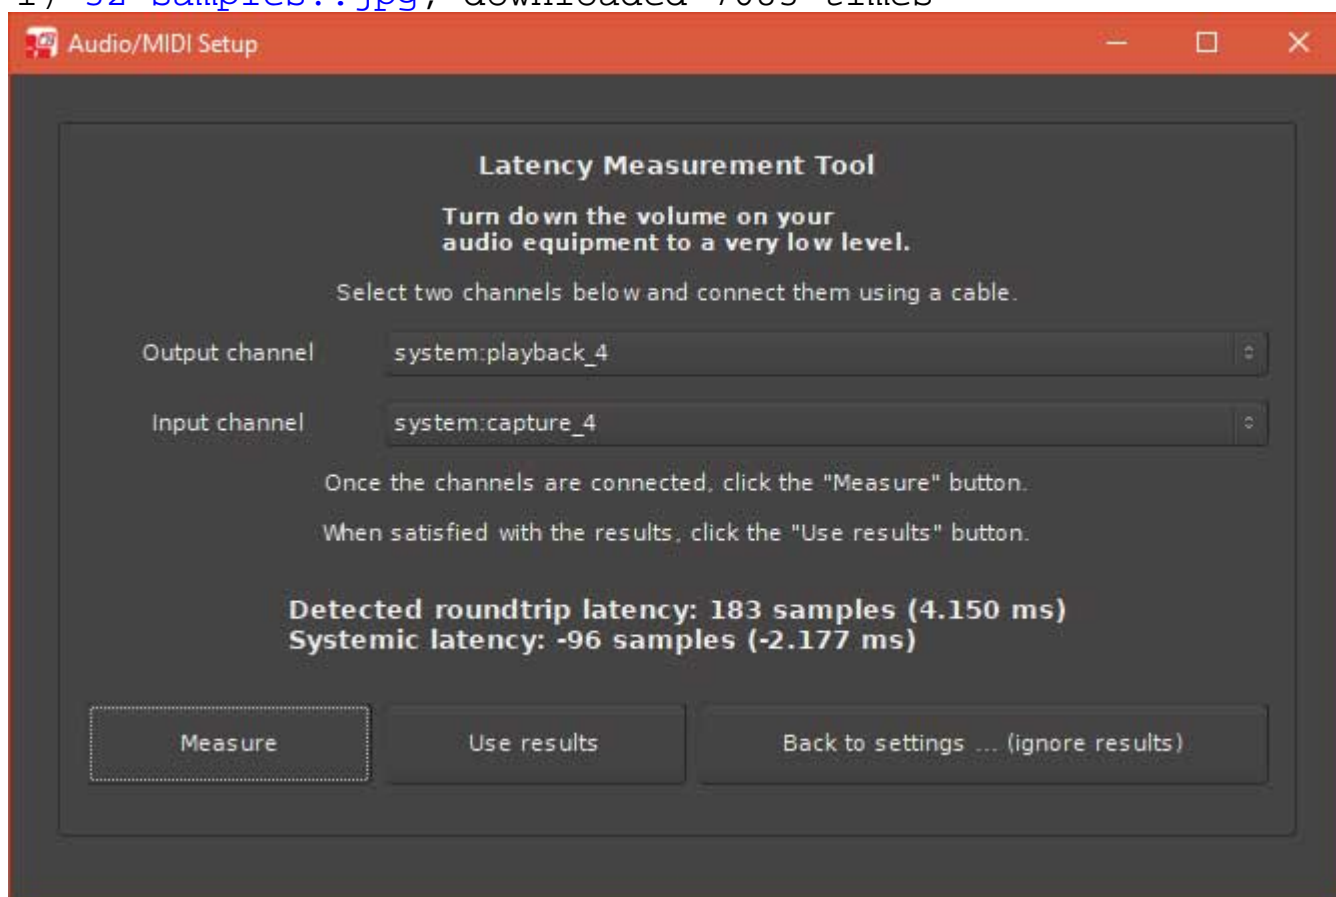 Audio/MIDI Setup
Latency Measurement Tool
Turn down the volume on your
audio equipment to a very low level.
Select two channels below and connect them using a cable.
Output channel system:playback_4
Input channel system:capture_4
Once the channels are connected, click the "Measure" button.
When satisfied with the results, click the "Use results" button.
Detected roundtrip latency: 183 samples (4.150 ms)
Systemic latency: -96 samples (-2.177 ms)
Measure Use results Back to settings ... (ignore results)